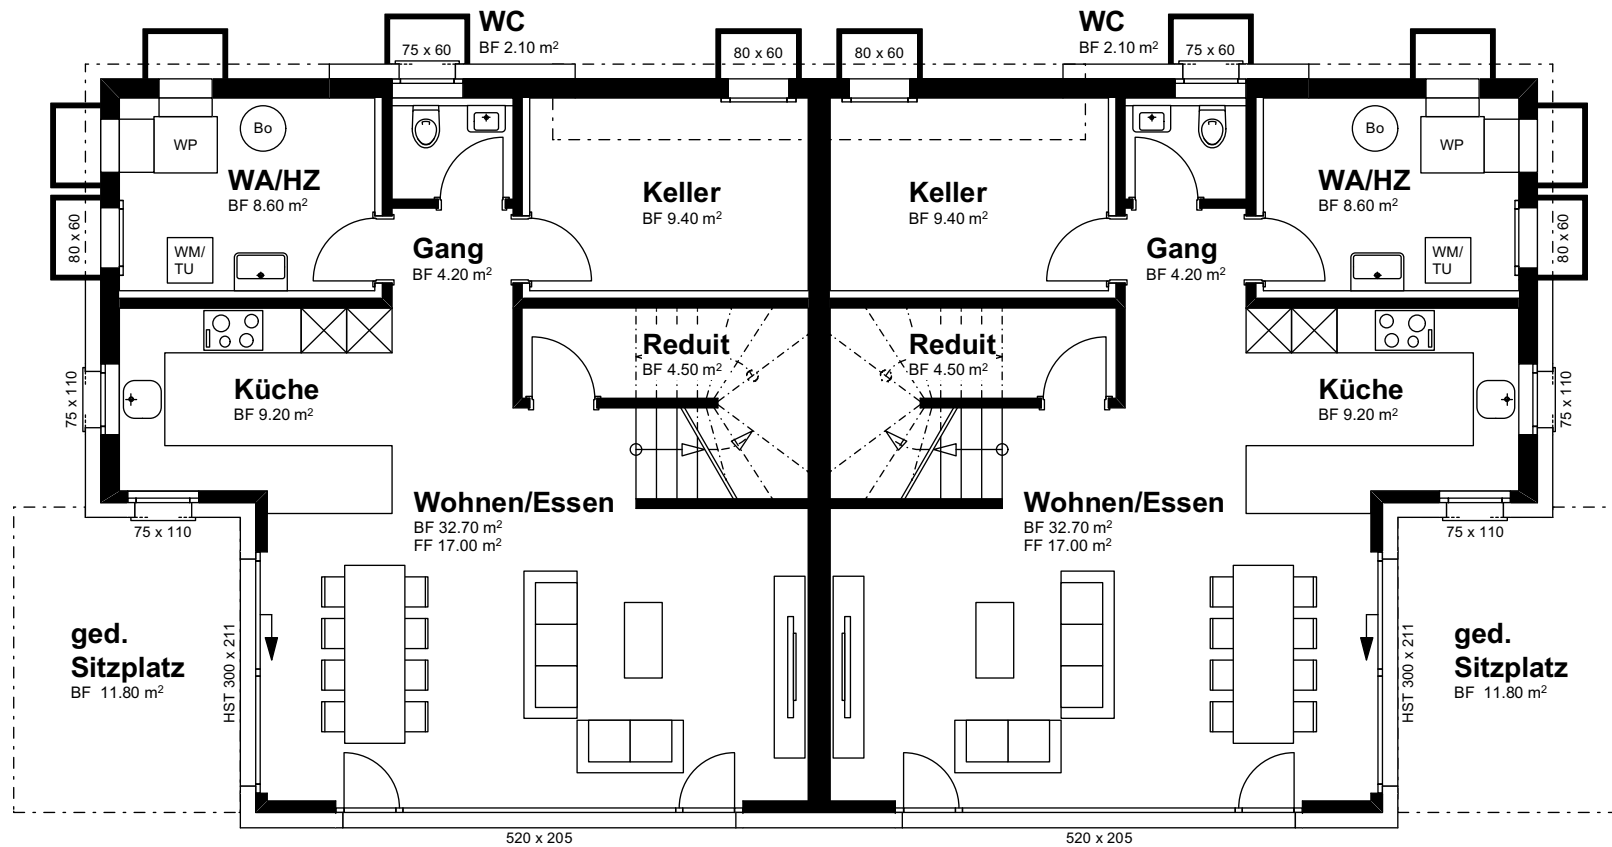 WC
BF 2.10 m²
75 x 60
80 x 60
80 x 60
WC
BF 2.10 m²
75 x 60
WP
Bo
WA/HZ
BF 8.60 m²
80 x 60
WM/
TU
Gang
BF 4.20 m²
Keller
BF 9.40 m²
Keller
BF 9.40 m²
Gang
BF 4.20 m²
Bo
WP
WA/HZ
BF 8.60 m²
WM/
TU
80 x 60
75 x 110
Küche
BF 9.20 m²
Reduit
BF 4.50 m²
Reduit
BF 4.50 m²
Küche
BF 9.20 m²
75 x 110
75 x 110
Wohnen/Essen
BF 32.70 m²
FF 17.00 m²
Wohnen/Essen
BF 32.70 m²
FF 17.00 m²
75 x 110
ged.
Sitzplatz
BF 11.80 m²
HST 300 x 211
HST 300 x 211
ged.
Sitzplatz
BF 11.80 m²
520 x 205
520 x 205